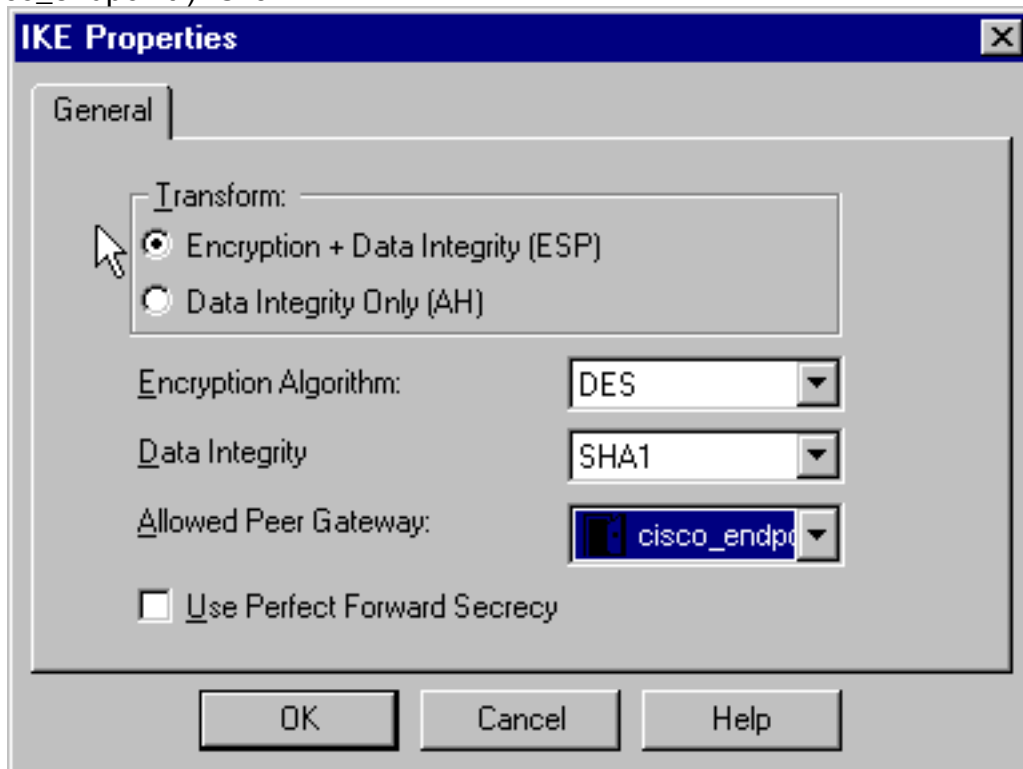 IKE Properties
General
Transform:
Encryption + Data Integrity (ESP)
Data Integrity Only (AH)
Encryption Algorithm: DES
Data Integrity SHA1
Allowed Peer Gateway: cisco_endpo
Use Perfect Forward Secrecy
OK Cancel Help